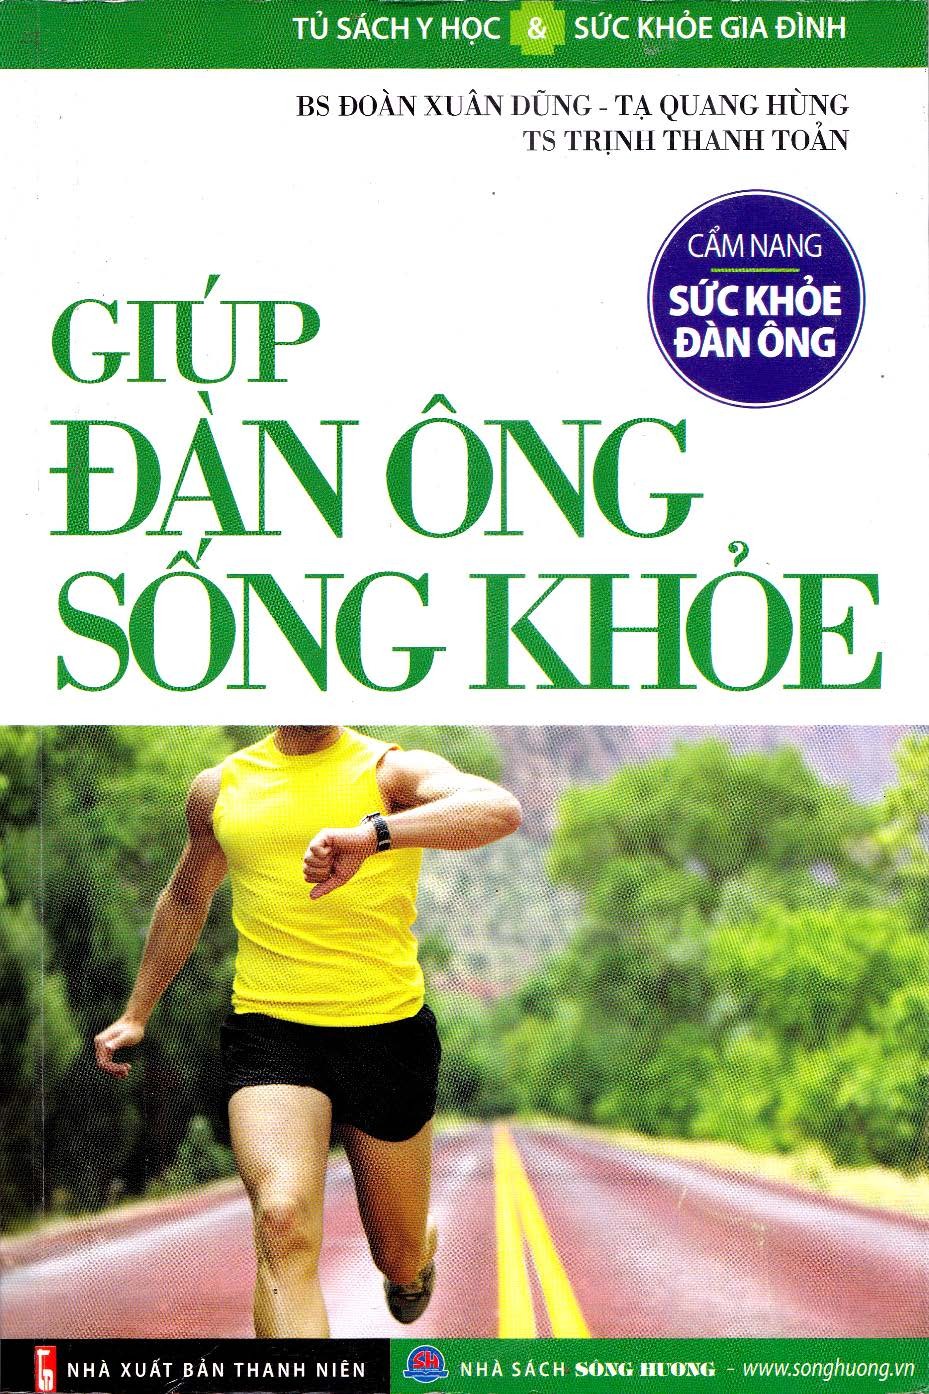 TỦ SÁCH Y HỌC & SỨC KHỎE GIA ĐÌNH
BS ĐOÀN XUÂN DŨNG - TẠ QUANG HÙNG
TS TRỊNH THANH TOẢN
CẨM NANG
SỨC KHỎE
ĐÀN ÔNG
GIÚP
ĐÀN ÔNG
SỐNG KHỎE
NHÀ XUẤT BẢN THANH NIÊN
SH
NHÀ SÁCH SÔNG HƯƠNG - www.songhuong.vn